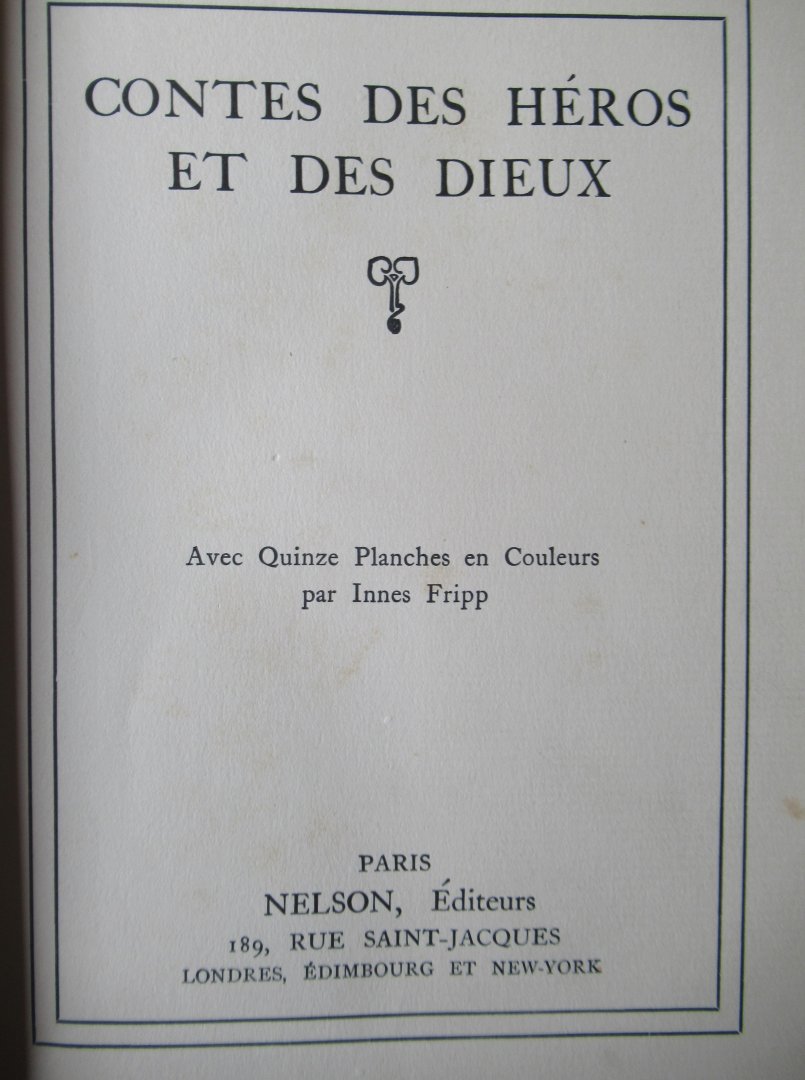 CONTES DES HÉROS
ET DES DIEUX
Avec Quinze Planches en Couleurs
par Innes Fripp
PARIS
NELSON, Éditeurs
189, RUE SAINT-JACQUES
LONDRES, ÉDIMBOURG ET NEW-YORK